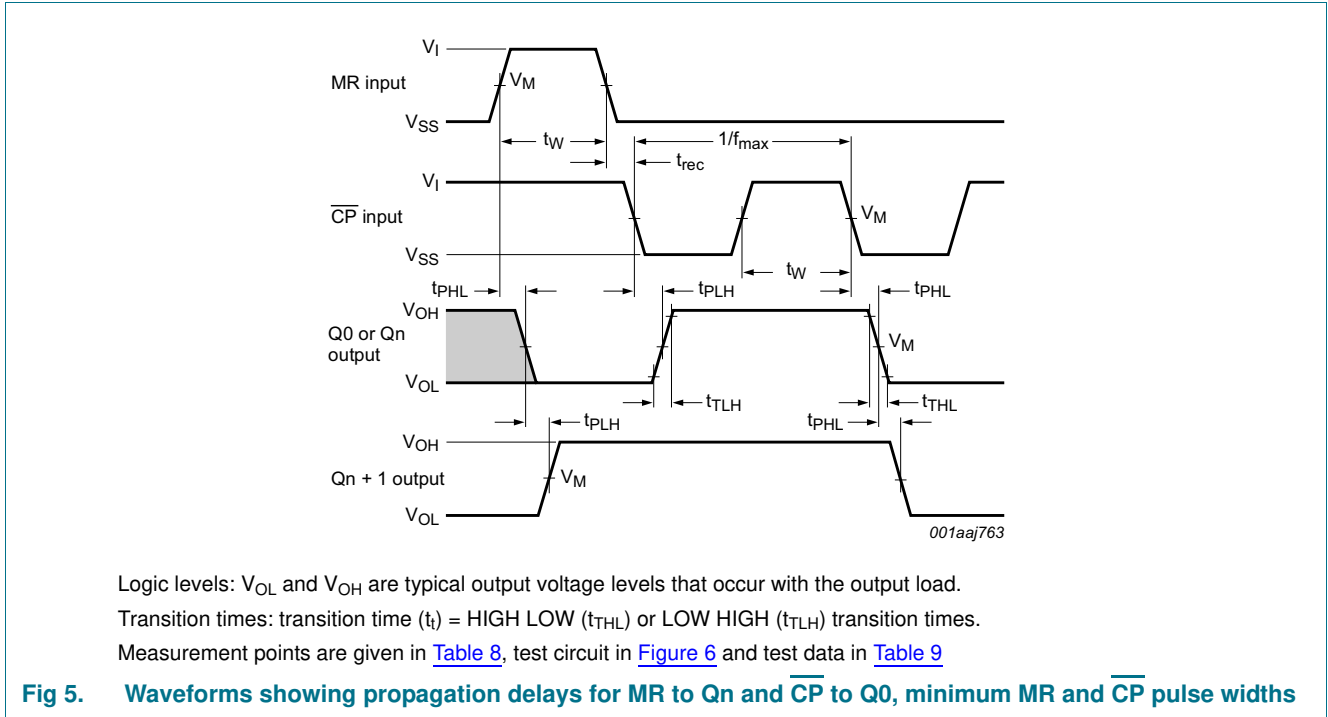 VI
MR input
VM
VSS
tW
1/fmax
trec
VI
CP input
VM
VSS
tW
tPHL
tPLH
tPHL
VOH
Q0 or Qn
output
VM
VOL
tTLH
tTHL
tPLH
tPHL
VOH
Qn + 1 output
VM
VOL
001aaj763
Logic levels: VOL and VOH are typical output voltage levels that occur with the output load.
Transition times: transition time (tt) = HIGH LOW (tTHL) or LOW HIGH (tTLH) transition times.
Measurement points are given in Table 8, test circuit in Figure 6 and test data in Table 9
Fig 5. Waveforms showing propagation delays for MR to Qn and CP to Q0, minimum MR and CP pulse widths